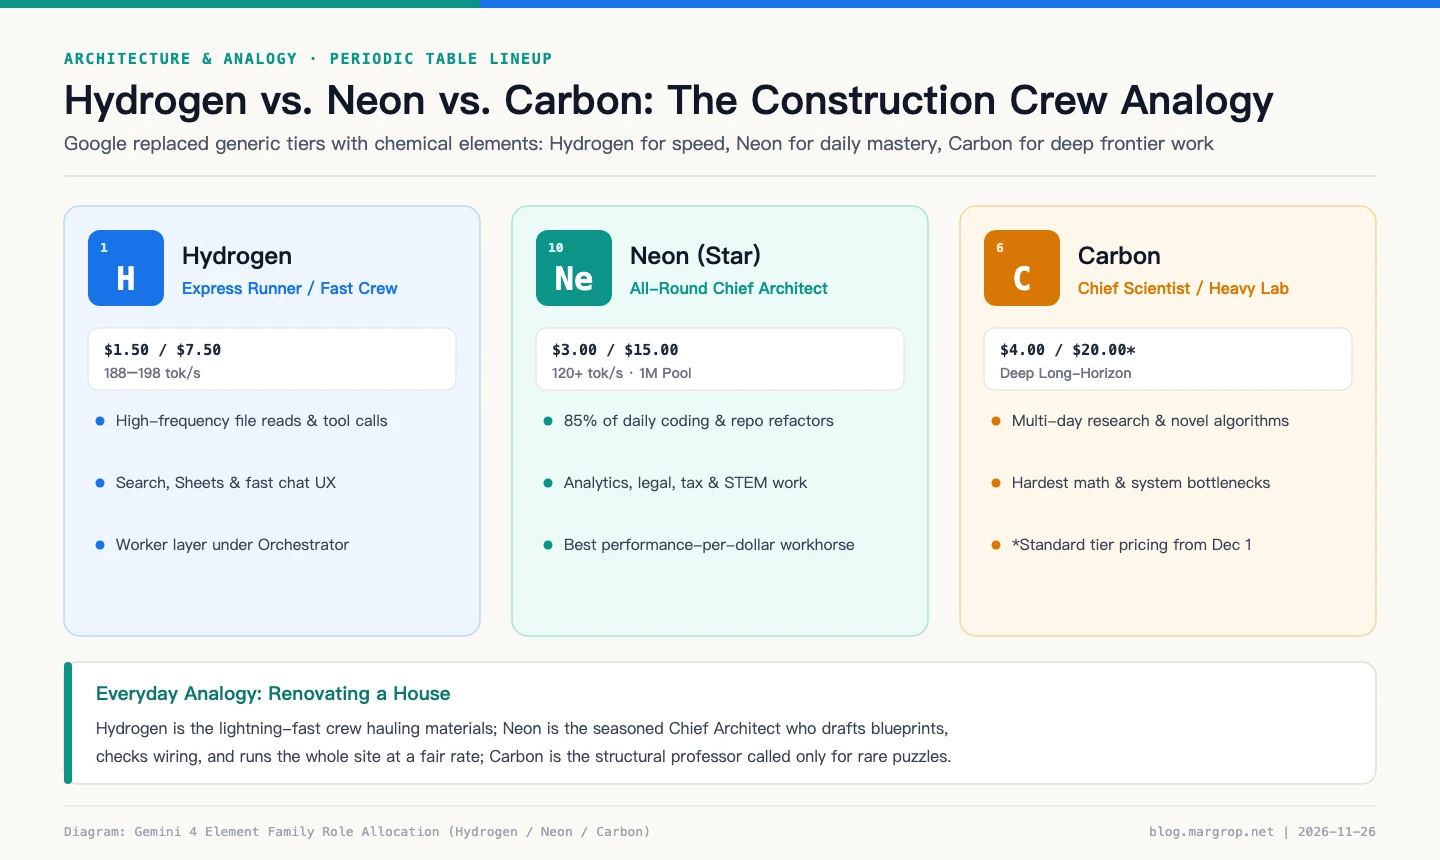 ARCHITECTURE & ANALOGY · PERIODIC TABLE LINEUP
Hydrogen vs. Neon vs. Carbon: The Construction Crew Analogy
Google replaced generic tiers with chemical elements: Hydrogen for speed, Neon for daily mastery, Carbon for deep frontier work
1
H
Hydrogen
Express Runner / Fast Crew
$1.50 / $7.50
188–198 tok/s
High-frequency file reads & tool calls
Search, Sheets & fast chat UX
Worker layer under Orchestrator
10
Ne
Neon (Star)
All-Round Chief Architect
$3.00 / $15.00
120+ tok/s · 1M Pool
85% of daily coding & repo refactors
Analytics, legal, tax & STEM work
Best performance-per-dollar workhorse
6
C
Carbon
Chief Scientist / Heavy Lab
$4.00 / $20.00*
Deep Long-Horizon
Multi-day research & novel algorithms
Hardest math & system bottlenecks
*Standard tier pricing from Dec 1
Everyday Analogy: Renovating a House
Hydrogen is the lightning-fast crew hauling materials; Neon is the seasoned Chief Architect who drafts blueprints,
checks wiring, and runs the whole site at a fair rate; Carbon is the structural professor called only for rare puzzles.
Diagram: Gemini 4 Element Family Role Allocation (Hydrogen / Neon / Carbon)
blog.margrop.net | 2026-11-26